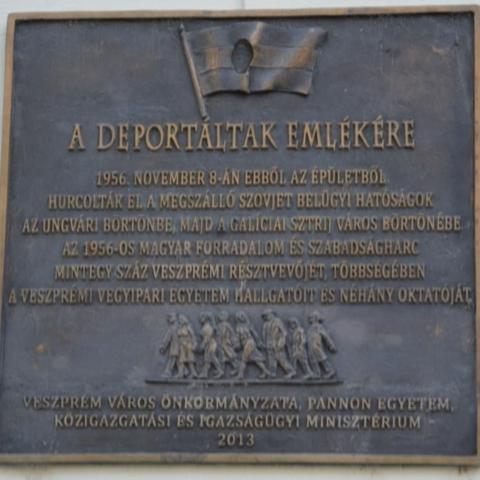 A DEPORTÁLTAK EMLÉKÉRE
1956. NOVEMBER 8-ÁN EBBŐL AZ ÉPÜLETBŐL
HURCOLTÁK EL A MEGSZÁLLÓ SZOVJET BELÜGYI HATÓSÁGOK
AZ UNGVÁRI BÖRTÖNBE, MAJD A GALÍCIAI SZTRIJ VÁROS BÖRTÖNÉBE
AZ 1956-OS MAGYAR FORRADALOM ÉS SZABADSÁGHARC
MINTEGY SZÁZ VESZPRÉMI RÉSZTVEVŐJÉT, TÖBBSÉGÉBEN
A VESZPRÉMI VEGYIPARI EGYETEM HALLGATÓIT ÉS NÉHÁNY OKTATÓJÁT
VESZPRÉM VÁROS ÖNKORMÁNYZATA, PANNON EGYETEM,
KÖZIGAZGATÁSI ÉS IGAZSÁGÜGYI MINISZTÉRIUM
2013